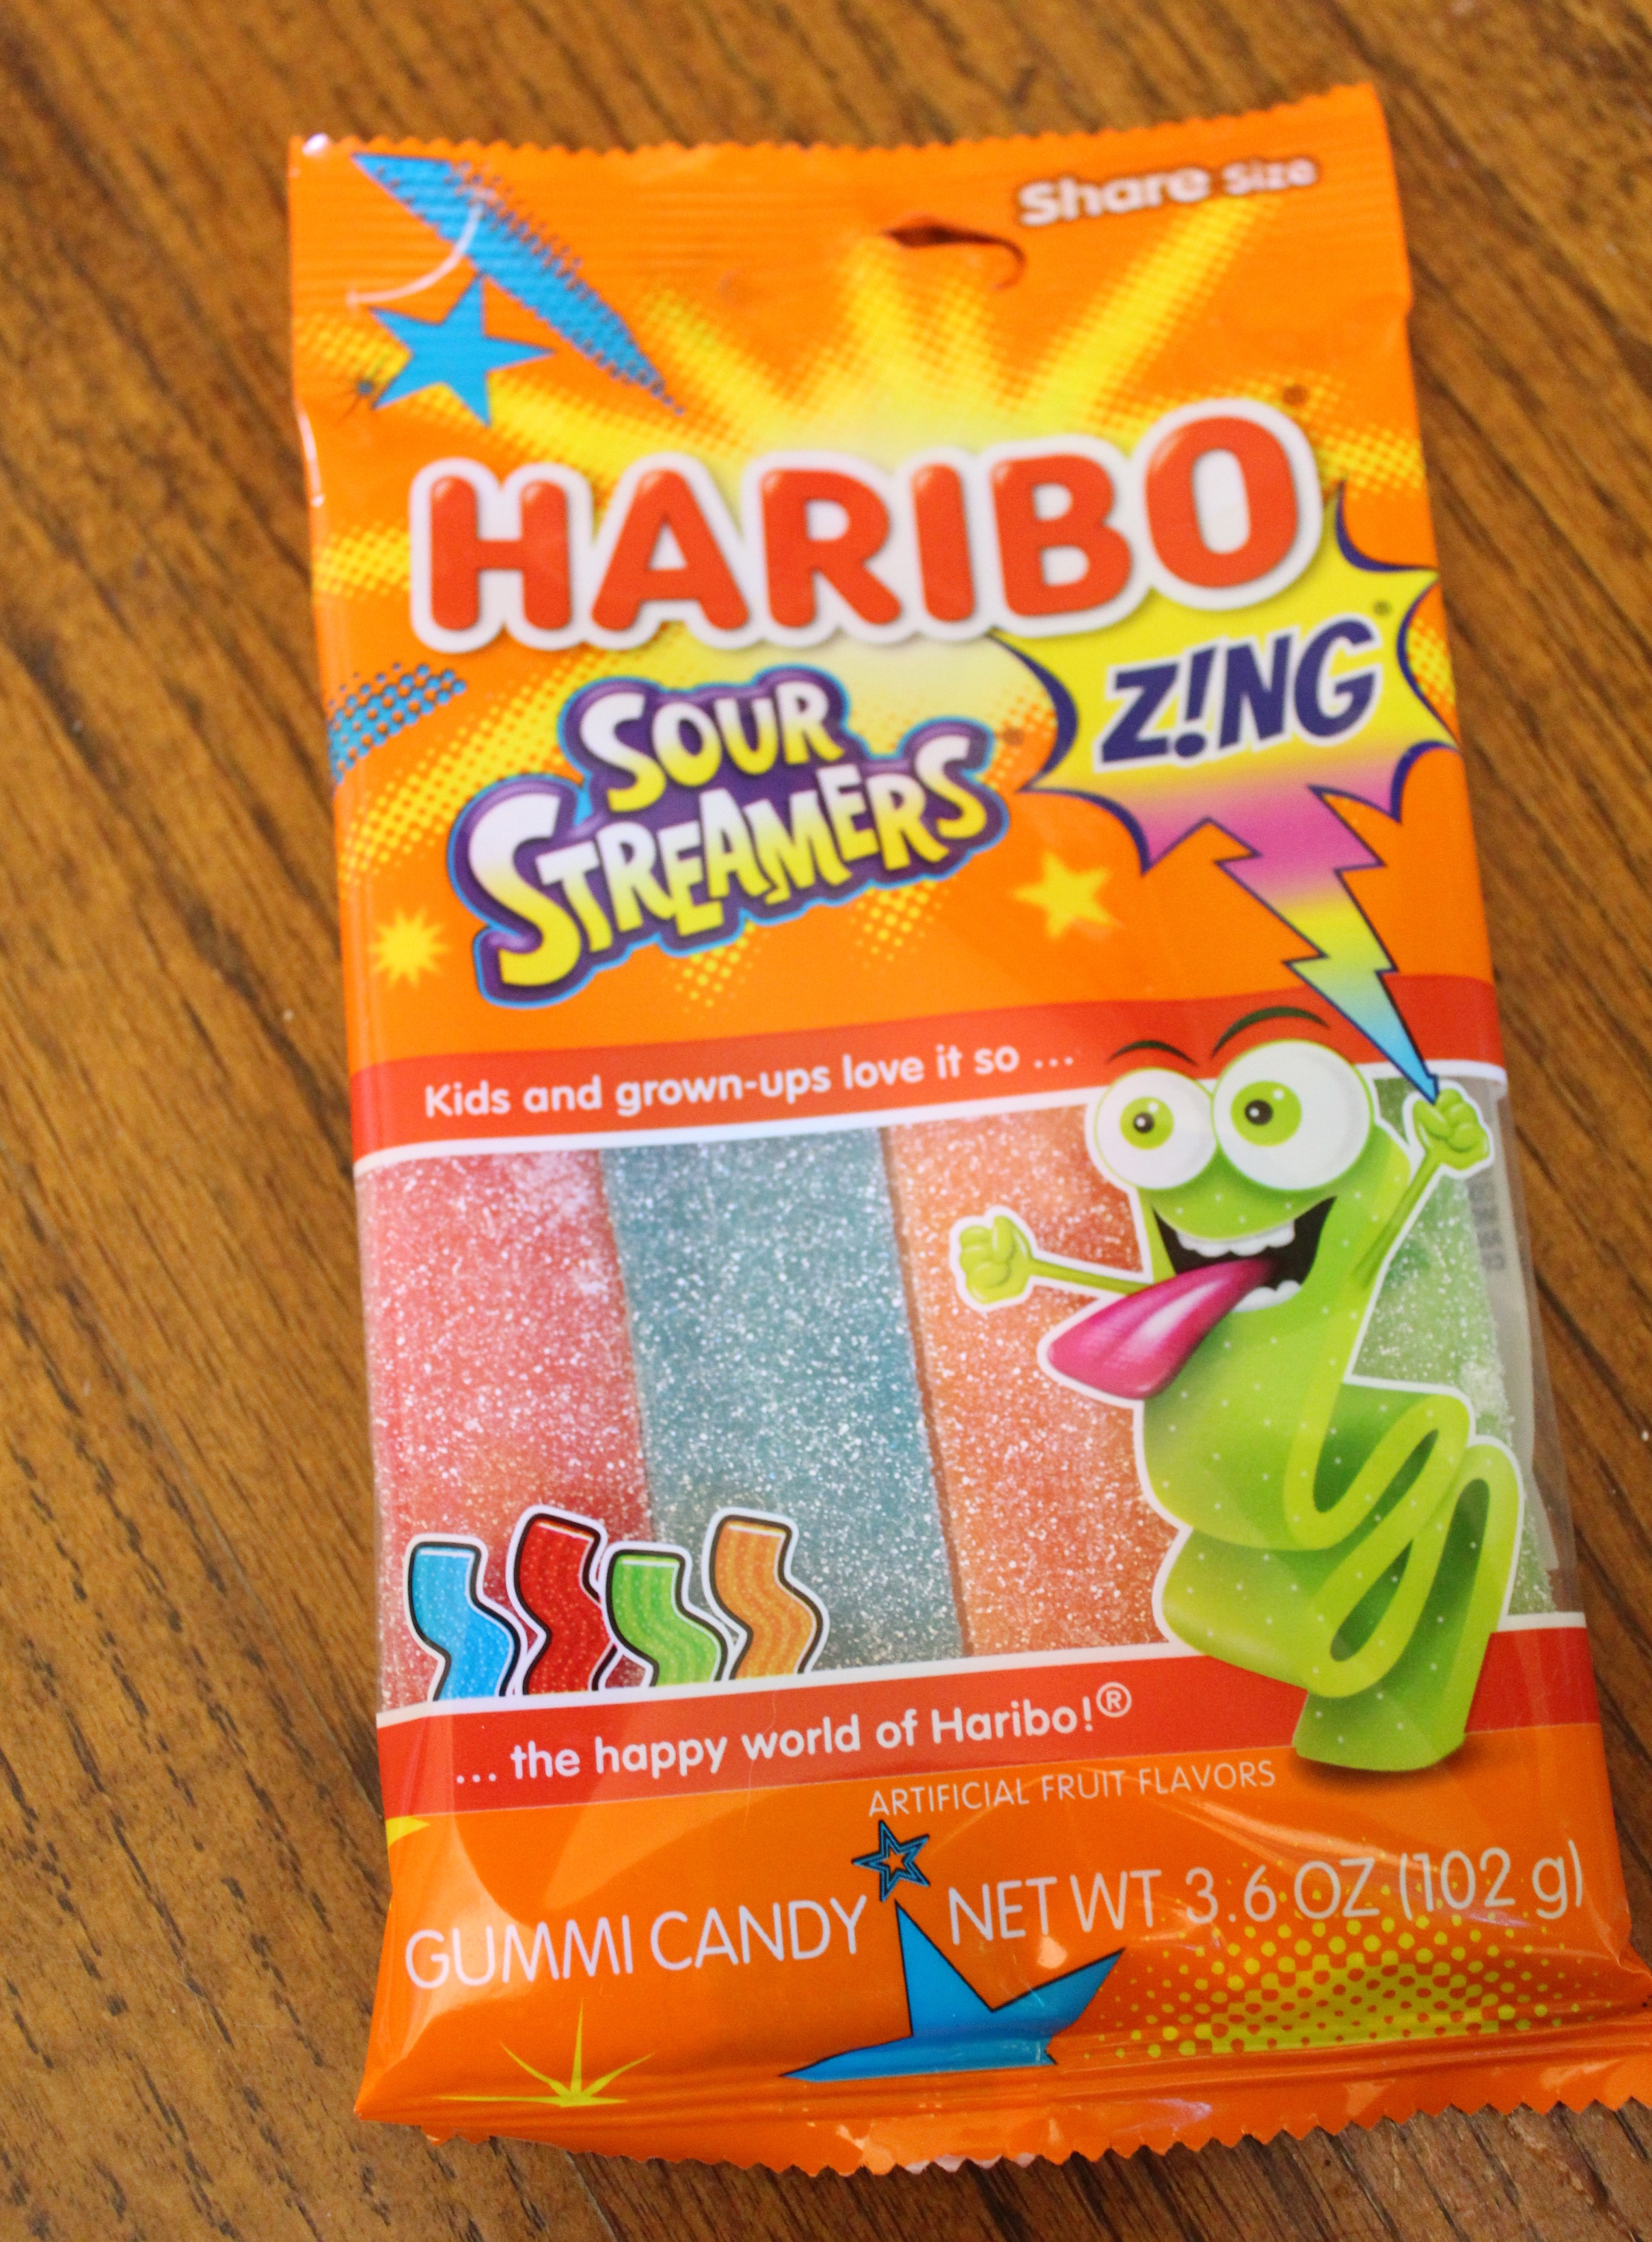 Share Size
HARIBO
SOUR
STREAMERS
Z!NG
Kids and grown-ups love it so ...
... the happy world of Haribo!®
ARTIFICIAL FRUIT FLAVORS
GUMMI CANDY NET WT 3.6 OZ (102 g)